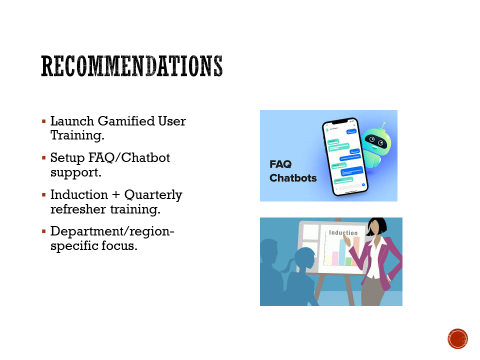 RECOMMENDATIONS
▪ Launch Gamified User
Training.
▪ Setup FAQ/Chatbot
support.
▪ Induction + Quarterly
refresher training.
▪ Department/region-
specific focus.
FAQ
Chatbots
Induction